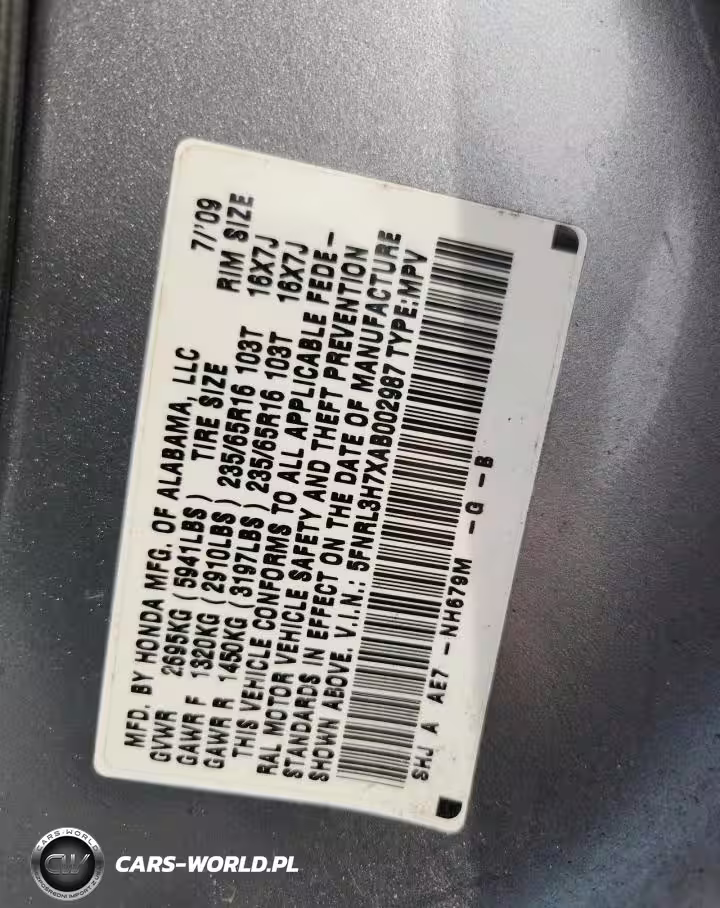 MFD. BY HONDA MFG. OF ALABAMA, LLC 7/'09
GVWR 2695KG ( 5941LBS ) TIRE SIZE RIM SIZE
GAWR F 1320KG ( 2910LBS ) 235/65R16 103T 16X7J
GAWR R 1450KG ( 3197LBS ) 235/65R16 103T 16X7J
THIS VEHICLE CONFORMS TO ALL APPLICABLE FEDE-
RAL MOTOR VEHICLE SAFETY AND THEFT PREVENTION
STANDARDS IN EFFECT ON THE DATE OF MANUFACTURE
SHOWN ABOVE. V.I.N.: 5FNRL3H7XAB002987 TYPE:MPV
SHJ A AE7 -NH679M -G -B
CARS-WORLD
CW
CARS-WORLD.PL